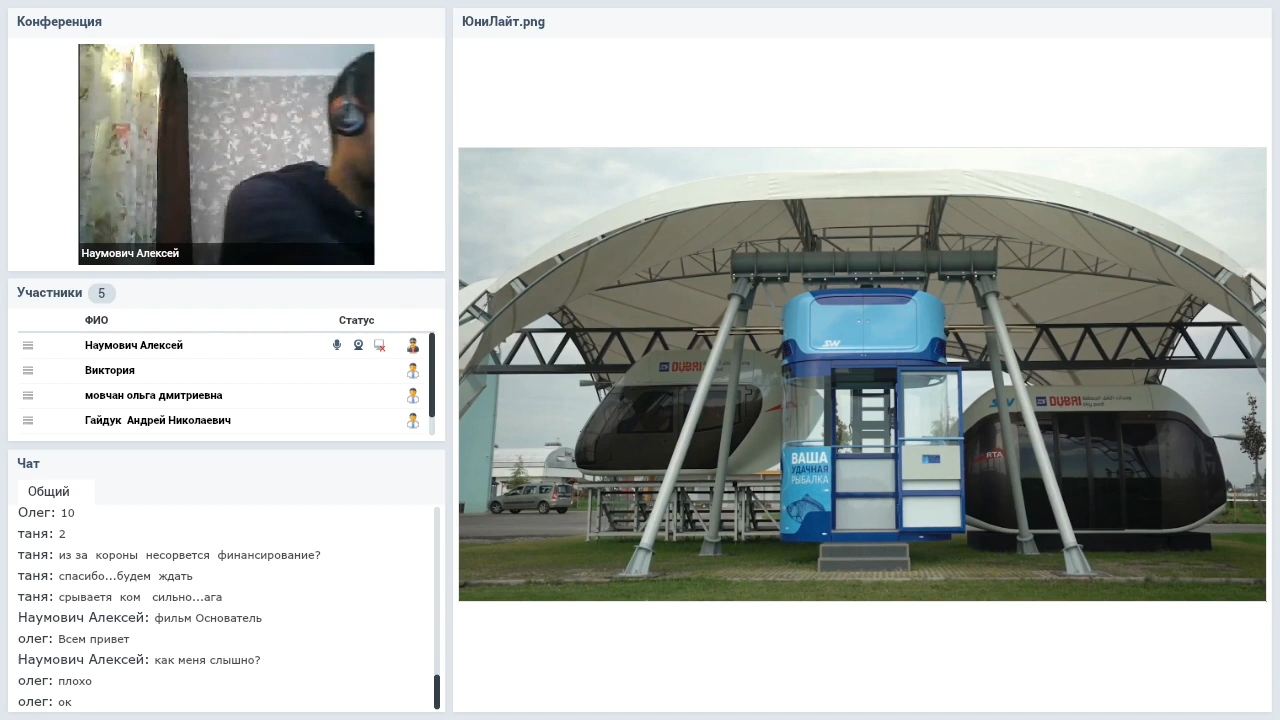 Конференция
Наумович Алексей
Участники 5
ФИО Статус
Наумович Алексей
Виктория
мовчан ольга дмитриевна
Гайдук Андрей Николаевич
Чат
Общий
Олег: 10
таня: 2
таня: из за короны несорвется финансирование?
таня: спасибо...будем ждать
таня: срываетя ком сильно...ага
Наумович Алексей: фильм Основатель
олег: Всем привет
Наумович Алексей: как меня слышно?
олег: плохо
олег: ок
ЮниЛайт.png
SW
DUBAI
DUBAI
RTA
ВАША
УДАЧНАЯ
РЫБАЛКА